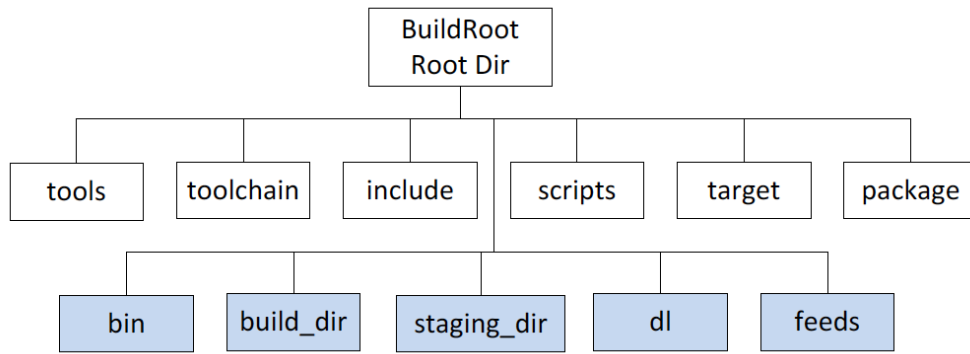 BuildRoot
Root Dir
tools
toolchain
include
scripts
target
package
bin
build_dir
staging_dir
dl
feeds